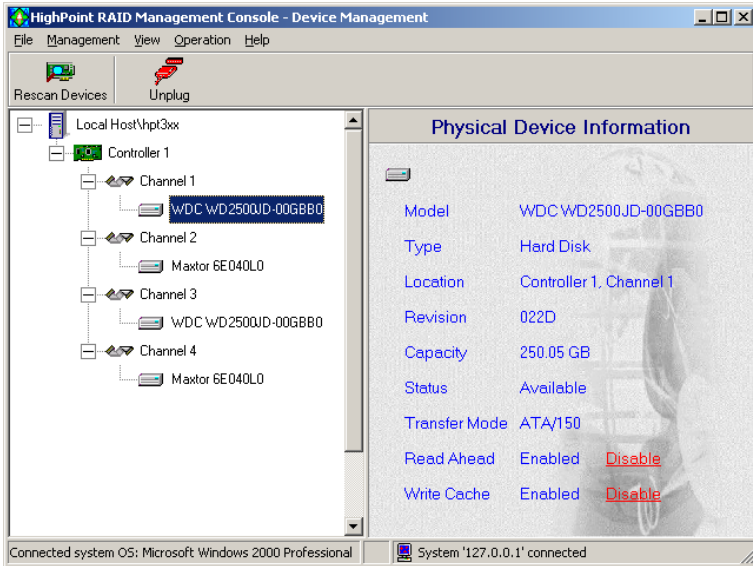 HighPoint RAID Management Console - Device Management
File Management View Operation Help
Rescan Devices Unplug
Local Host\hpt3xx
Controller 1
Channel 1
WDC WD2500JD-00GBB0
Channel 2
Maxtor 6E040L0
Channel 3
WDC WD2500JD-00GBB0
Channel 4
Maxtor 6E040L0
Physical Device Information
Model WDC WD2500JD-00GBB0
Type Hard Disk
Location Controller 1, Channel 1
Revision 022D
Capacity 250.05 GB
Status Available
Transfer Mode ATA/150
Read Ahead Enabled Disable
Write Cache Enabled Disable
Connected system OS: Microsoft Windows 2000 Professional
System '127.0.0.1' connected